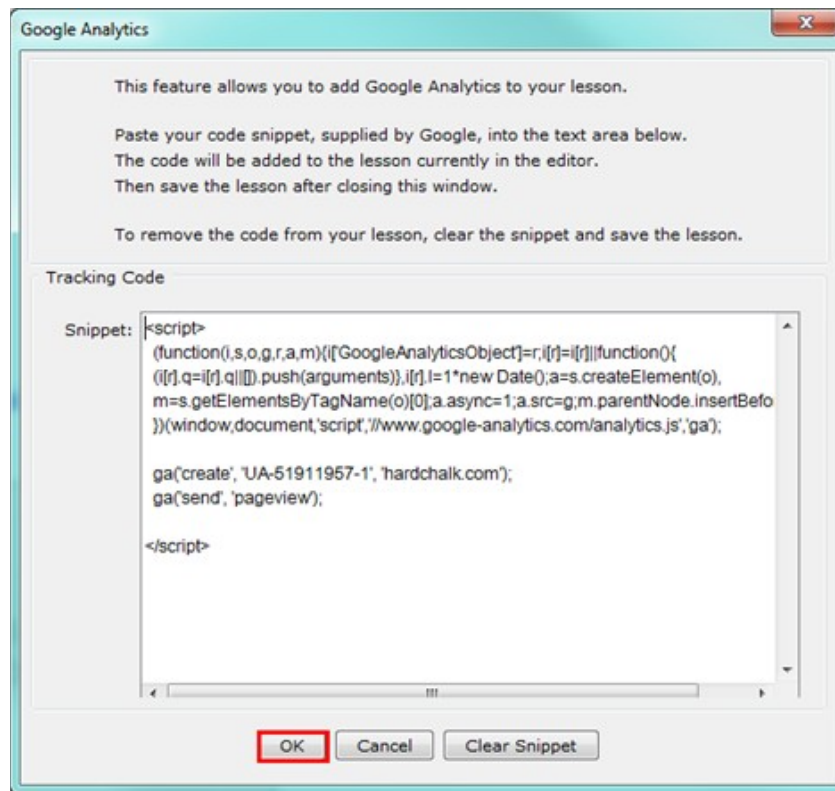 Google Analytics
This feature allows you to add Google Analytics to your lesson.
Paste your code snippet, supplied by Google, into the text area below.
The code will be added to the lesson currently in the editor.
Then save the lesson after closing this window.
To remove the code from your lesson, clear the snippet and save the lesson.
Tracking Code
Snippet:
<script>
(function(i,s,o,g,r,a,m){i['GoogleAnalyticsObject']=r;i[r]=i[r]||function(){
(i[r].q=i[r].q||[]).push(arguments)},i[r].l=1*new Date();a=s.createElement(o),
m=s.getElementsByTagName(o)[0];a.async=1;a.src=g;m.parentNode.insertBefo
})(window,document,'script','//www.google-analytics.com/analytics.js','ga');
ga('create', 'UA-51911957-1', 'hardchalk.com');
ga('send', 'pageview');
</script>
OK Cancel Clear Snippet